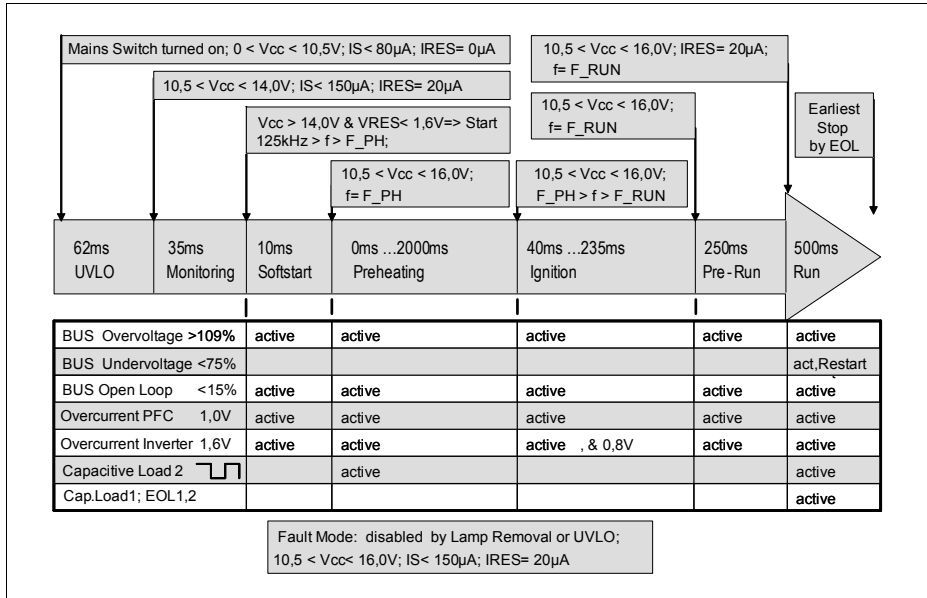 Mains Switch turned on; 0 < Vcc < 10,5V; IS< 80µA; IRES= 0µA
10,5 < Vcc < 14,0V; IS< 150µA; IRES= 20µA
Vcc > 14,0V & VRES< 1,6V=> Start
125kHz > f > F_PH;
10,5 < Vcc < 16,0V;
f= F_PH
10,5 < Vcc < 16,0V; IRES= 20µA;
f= F_RUN
10,5 < Vcc < 16,0V;
f= F_RUN
10,5 < Vcc < 16,0V;
F_PH > f > F_RUN
Earliest
Stop
by EOL
62ms
UVLO
35ms
Monitoring
10ms
Softstart
0ms ...2000ms
Preheating
40ms ...235ms
Ignition
250ms
Pre-Run
500ms
Run
BUS Overvoltage >109% active active active active active
BUS Undervoltage <75% act,Restart
BUS Open Loop <15% active active active active active
Overcurrent PFC 1,0V active active active active active
Overcurrent Inverter 1,6V active active active , & 0,8V active active
Capacitive Load 2 active active
Cap.Load1; EOL1,2 active
Fault Mode: disabled by Lamp Removal or UVLO;
10,5 < Vcc< 16,0V; IS< 150µA; IRES= 20µA